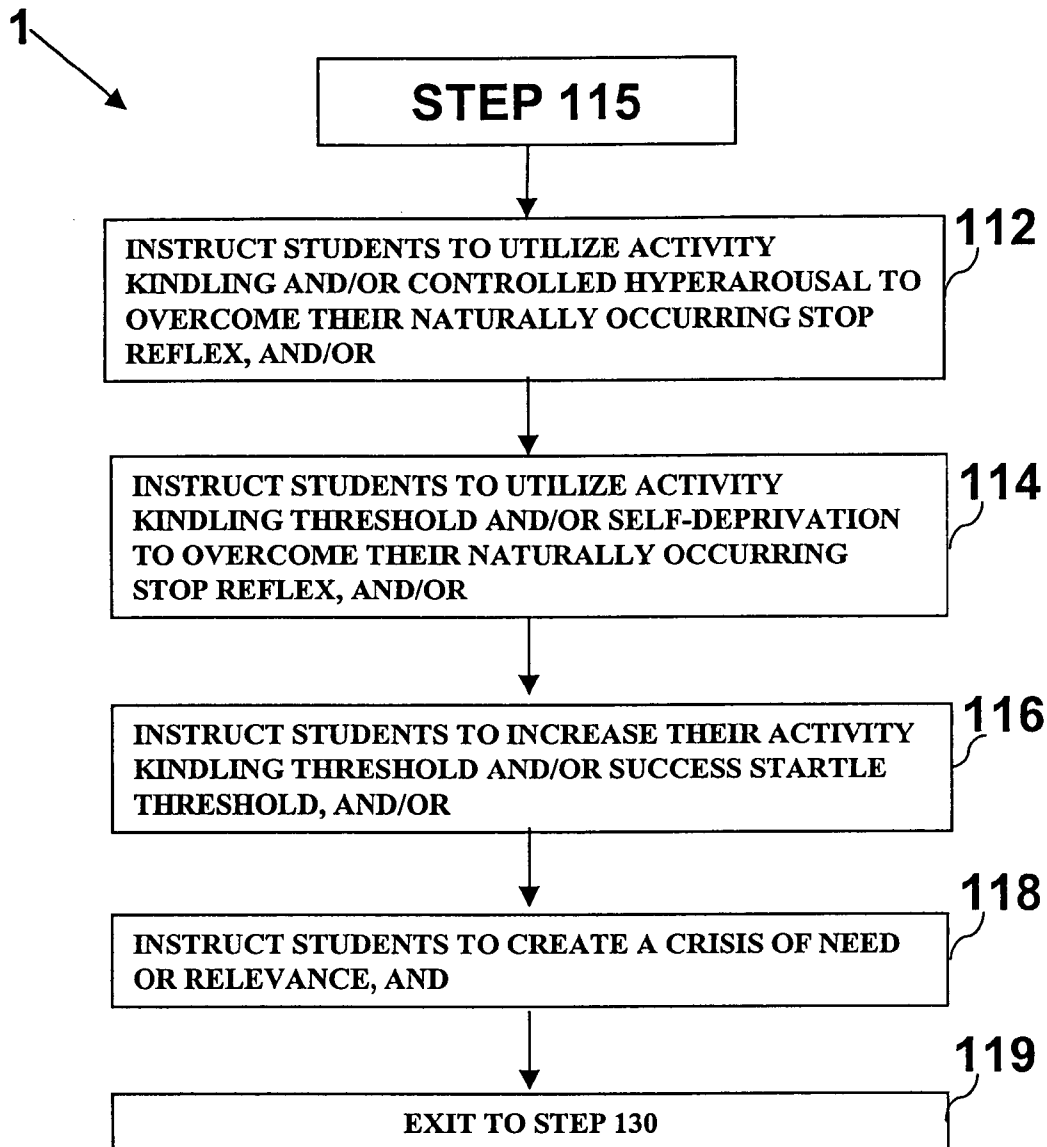 1
STEP 115
112
INSTRUCT STUDENTS TO UTILIZE ACTIVITY
KINDLING AND/OR CONTROLLED HYPERAROUSAL TO
OVERCOME THEIR NATURALLY OCCURRING STOP
REFLEX, AND/OR
114
INSTRUCT STUDENTS TO UTILIZE ACTIVITY
KINDLING THRESHOLD AND/OR SELF-DEPRIVATION
TO OVERCOME THEIR NATURALLY OCCURRING
STOP REFLEX, AND/OR
116
INSTRUCT STUDENTS TO INCREASE THEIR ACTIVITY
KINDLING THRESHOLD AND/OR SUCCESS STARTLE
THRESHOLD, AND/OR
118
INSTRUCT STUDENTS TO CREATE A CRISIS OF NEED
OR RELEVANCE, AND
119
EXIT TO STEP 130